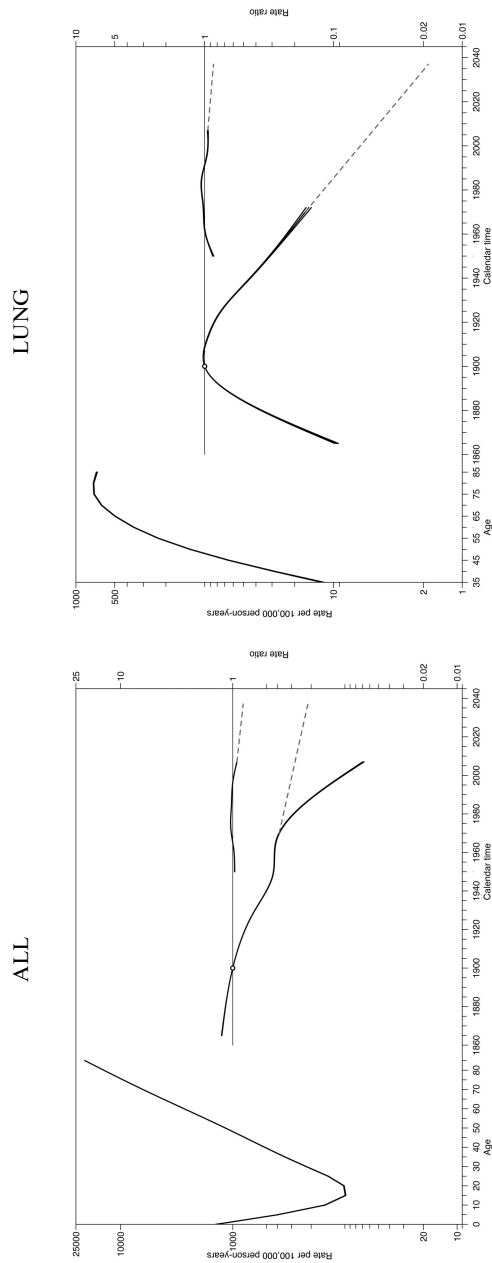 ALL
25000
10000
1000
20
10
Rate per 100,000 person-years
0 10 20 30 40 50 60 70 80
Age
1860 1880 1900 1920 1940 1960 1980 2000 2020 2040
Calendar time
25
10
1
0.02
0.01
Rate ratio
LUNG
1000
500
10
2
1
Rate per 100,000 person-years
35 45 55 65 75 85
Age
1860 1880 1900 1920 1940 1960 1980 2000 2020 2040
Calendar time
10
5
1
0.1
0.02
0.01
Rate ratio